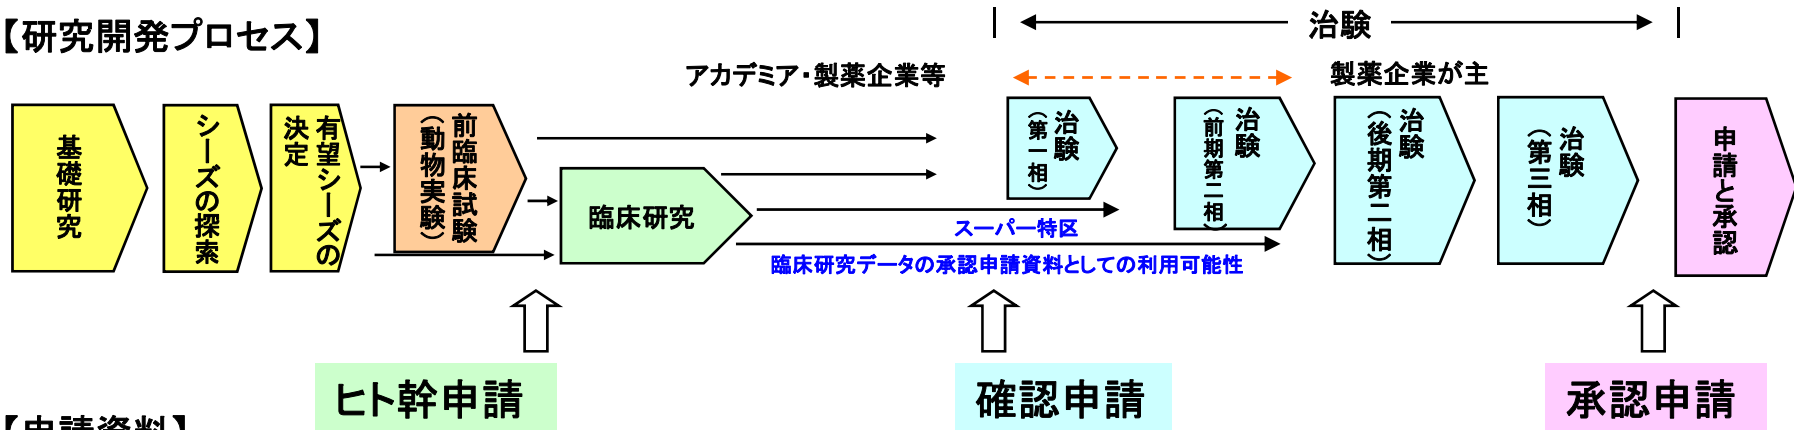 【研究開発プロセス】
治験
アカデミア・製薬企業等
製薬企業が主
基礎研究
シーズの探索
有望シーズの
決定
前臨床試験
（動物実験）
臨床研究
治験
（第一相）
治験
（前期第二相）
治験
（後期第二相）
治験
（第三相）
申請と承認
スーパー特区
臨床研究データの承認申請資料としての利用可能性
ヒト幹申請
確認申請
承認申請
【申請資料】